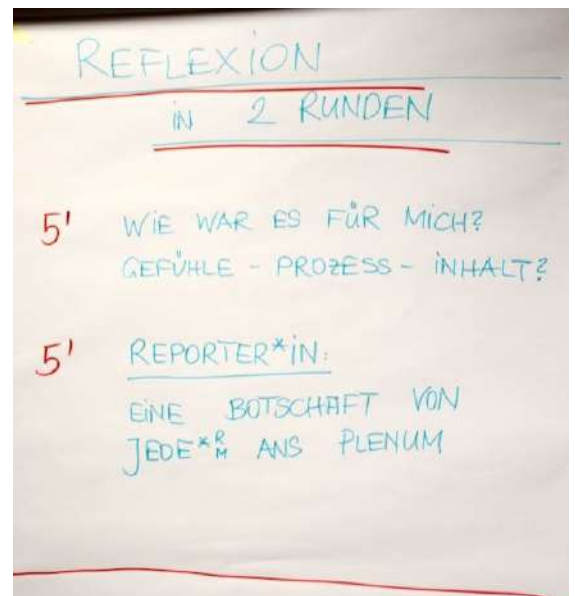 REFLEXION
IN 2 RUNDEN
5' WIE WAR ES FÜR MICH?
GEFÜHLE - PROZESS - INHALT?
5' REPORTER*IN:
EINE BOTSCHAFT VON
JEDE*R/M ANS PLENUM